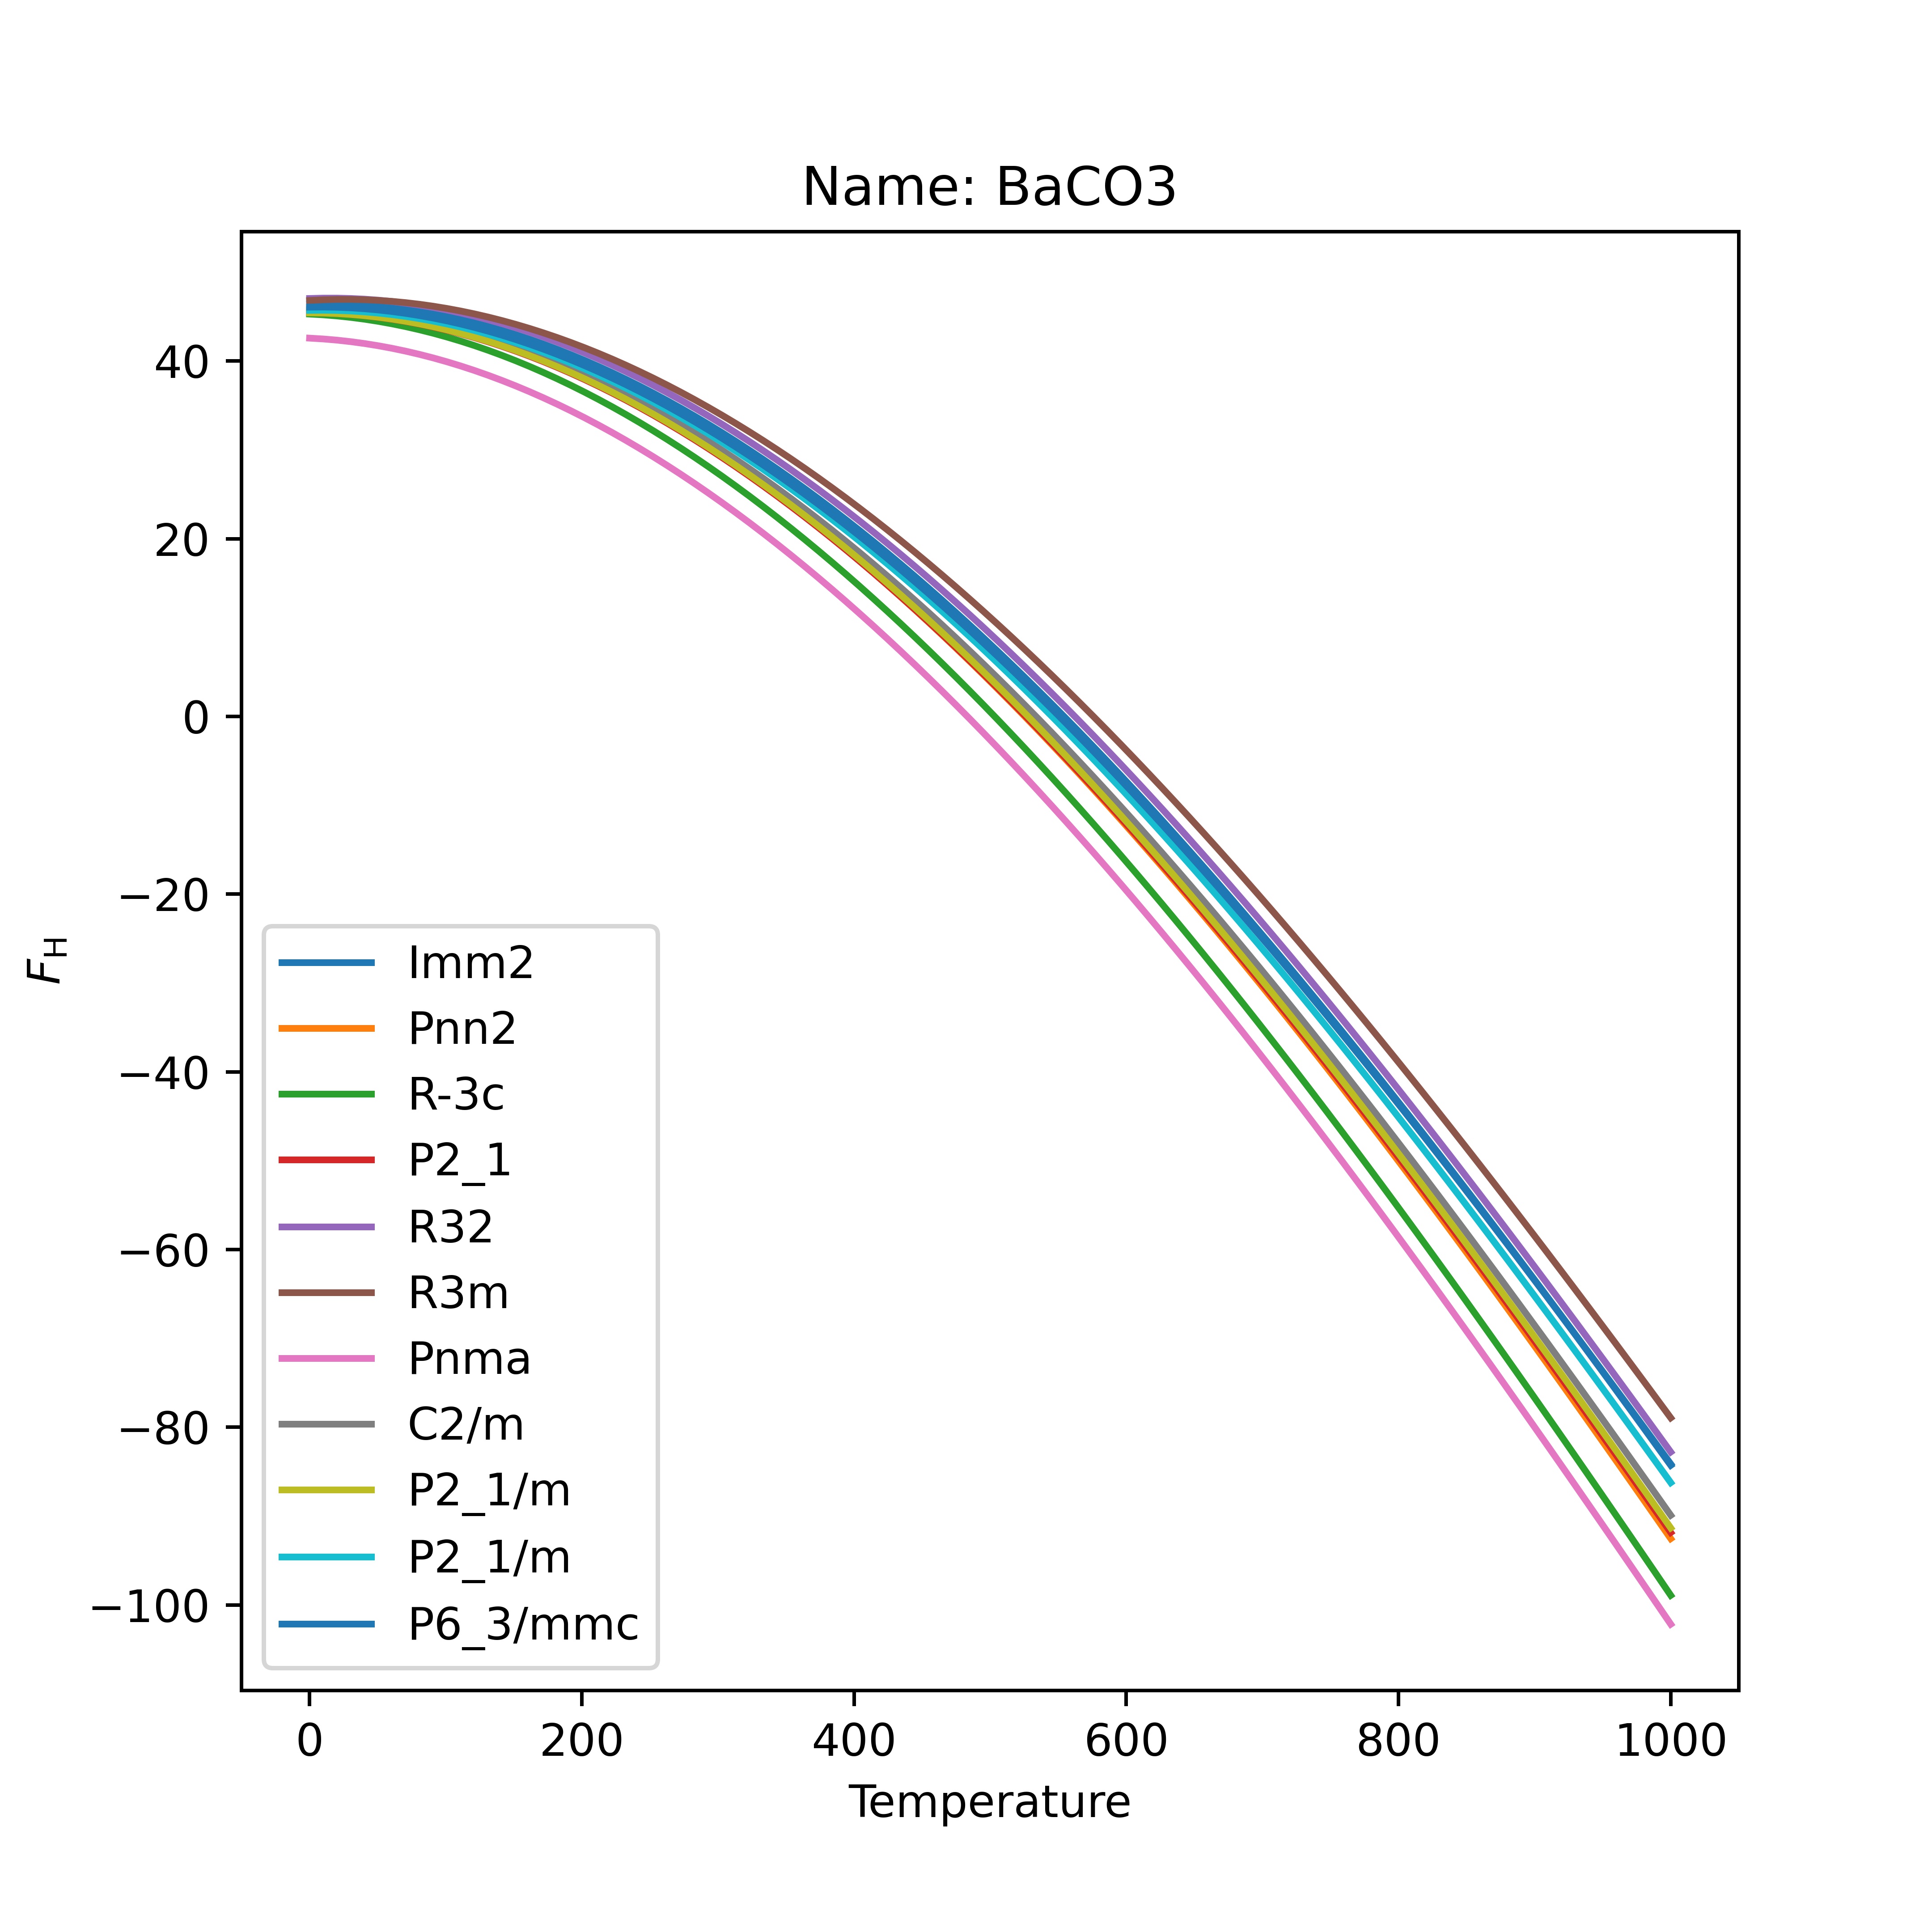 Name: BaCO3
40
20
0
−20
−40
−60
−80
−100
F_H
Imm2
Pnn2
R-3c
P2_1
R32
R3m
Pnma
C2/m
P2_1/m
P2_1/m
P6_3/mmc
0 200 400 600 800 1000
Temperature